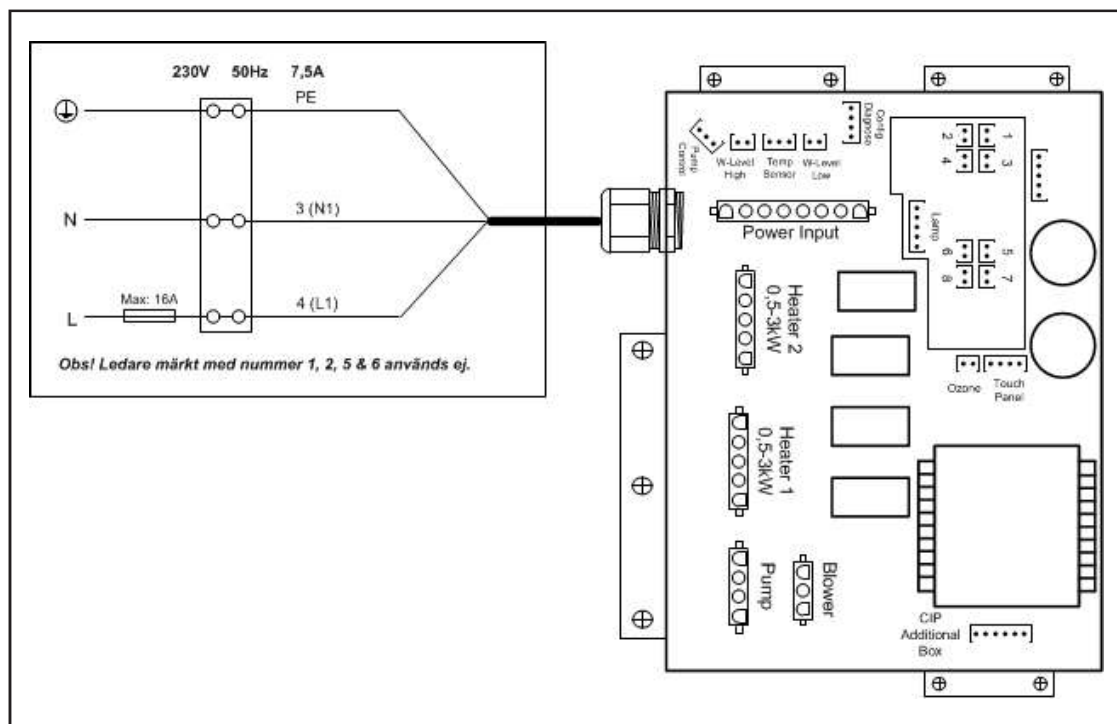 230V 50Hz 7,5A
PE
N
3 (N1)
Max: 16A
L
4 (L1)
Obs! Ledare märkt med nummer 1, 2, 5 & 6 används ej.
Pump
Control
W-Level
High
Temp
Sensor
W-Level
Low
Config
Diagnose
2
1
4
3
Lamp
6
5
8
7
Power Input
Heater 2
0,5-3kW
Ozone
Touch
Panel
Heater 1
0,5-3kW
Pump
Blower
CIP
Additional
Box